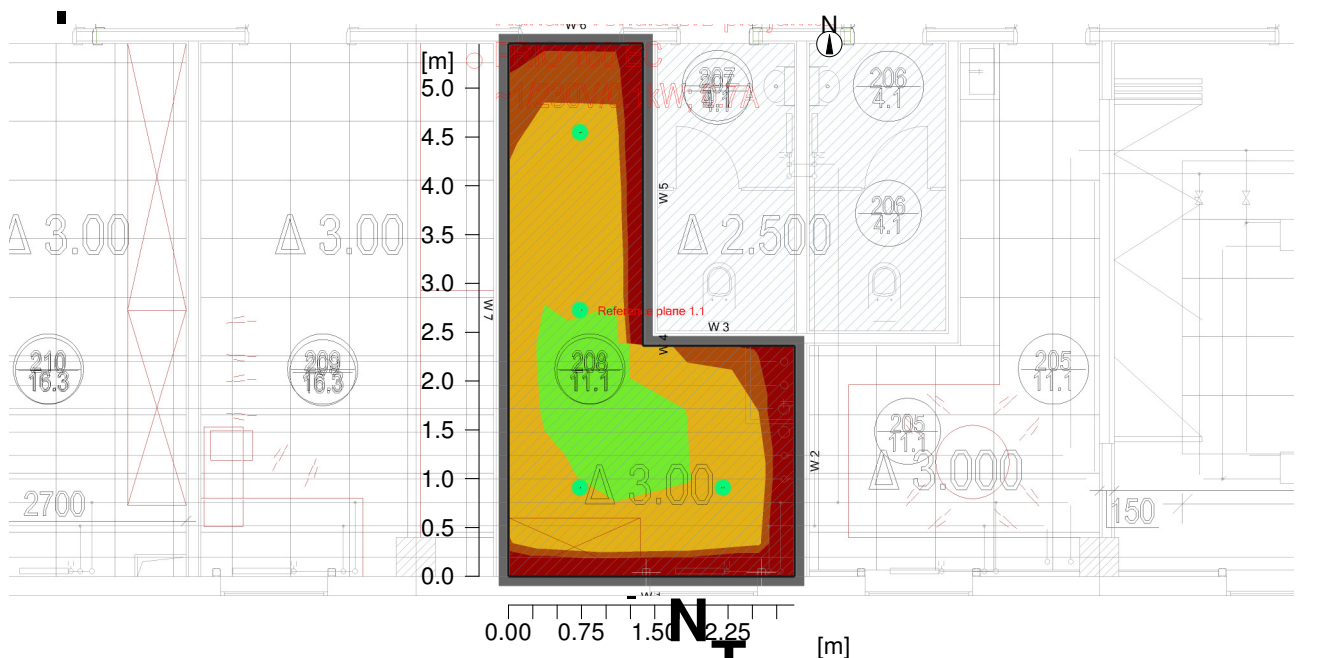 W 6
N
[m]
5.0
4.5
4.0
3.5
3.0
2.5
2.0
1.5
1.0
0.5
0.0
kW,
7A
207
4.1
206
4.1
W 5
206
4.1
Δ 3.00
Δ 3.00
Δ 2.500
W 7
Reference plane 1.1
W 3
W 4
210
16.3
209
16.3
208
11.1
205
11.1
205
11.1
W 2
Δ 3.00
Δ 3.000
2700
150
W 1
0.00 0.75 1.50 2.25
[m]
N
T